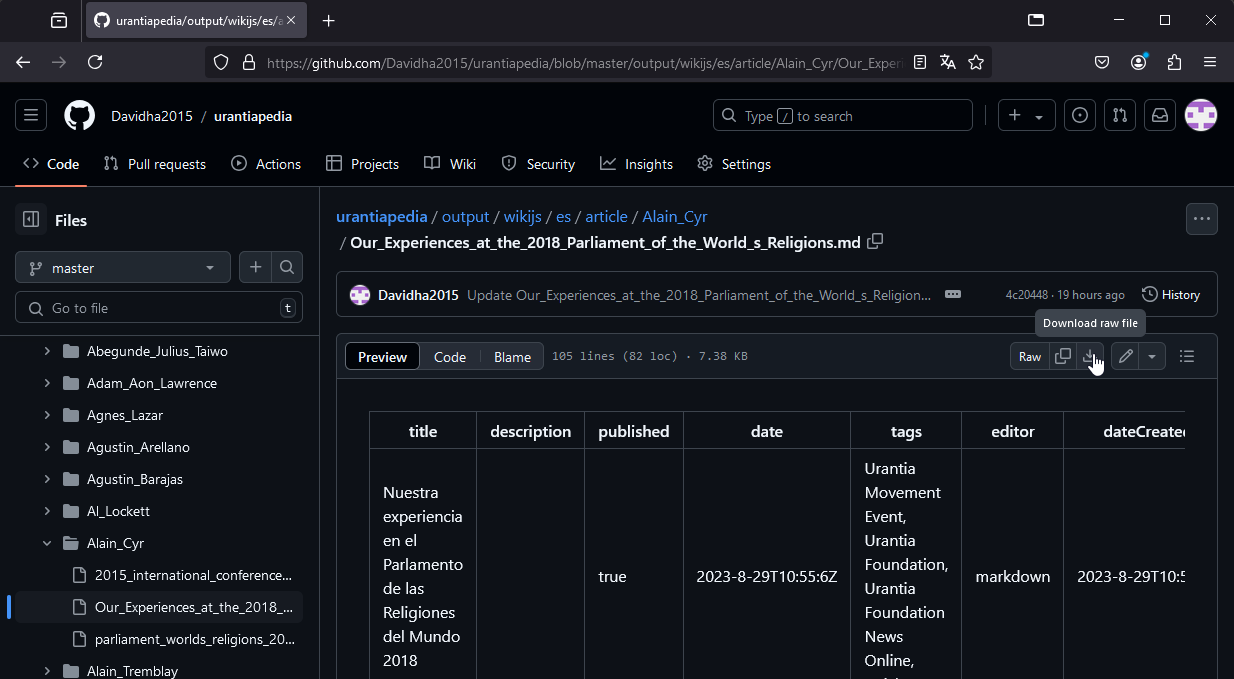 urantiapedia/output/wikijs/es/a
https://github.com/Davidha2015/urantiapedia/blob/master/output/wikijs/es/article/Alain_Cyr/Our_Experi
Davidha2015 / urantiapedia
Type / to search
Code Pull requests Actions Projects Wiki Security Insights Settings
Files
master
Go to file t
Abegunde_Julius_Taiwo
Adam_Aon_Lawrence
Agnes_Lazar
Agustin_Arellano
Agustin_Barajas
Al_Lockett
Alain_Cyr
2015_international_conference...
Our_Experiences_at_the_2018_...
parliament_worlds_religions_20...
Alain_Tremblay
urantiapedia / output / wikijs / es / article / Alain_Cyr
/ Our_Experiences_at_the_2018_Parliament_of_the_World_s_Religions.md
Davidha2015 Update Our_Experiences_at_the_2018_Parliament_of_the_World_s_Religion... 4c20448 · 19 hours ago History
Download raw file
Preview Code Blame 105 lines (82 loc) · 7.38 KB Raw
title description published date tags editor dateCreated
Nuestra
experiencia
en el
Parlamento
de las
Religiones
del Mundo
2018
true
2023-8-29T10:55:6Z
Urantia
Movement
Event,
Urantia
Foundation,
Urantia
Foundation
News
Online,
markdown
2023-8-29T10:5